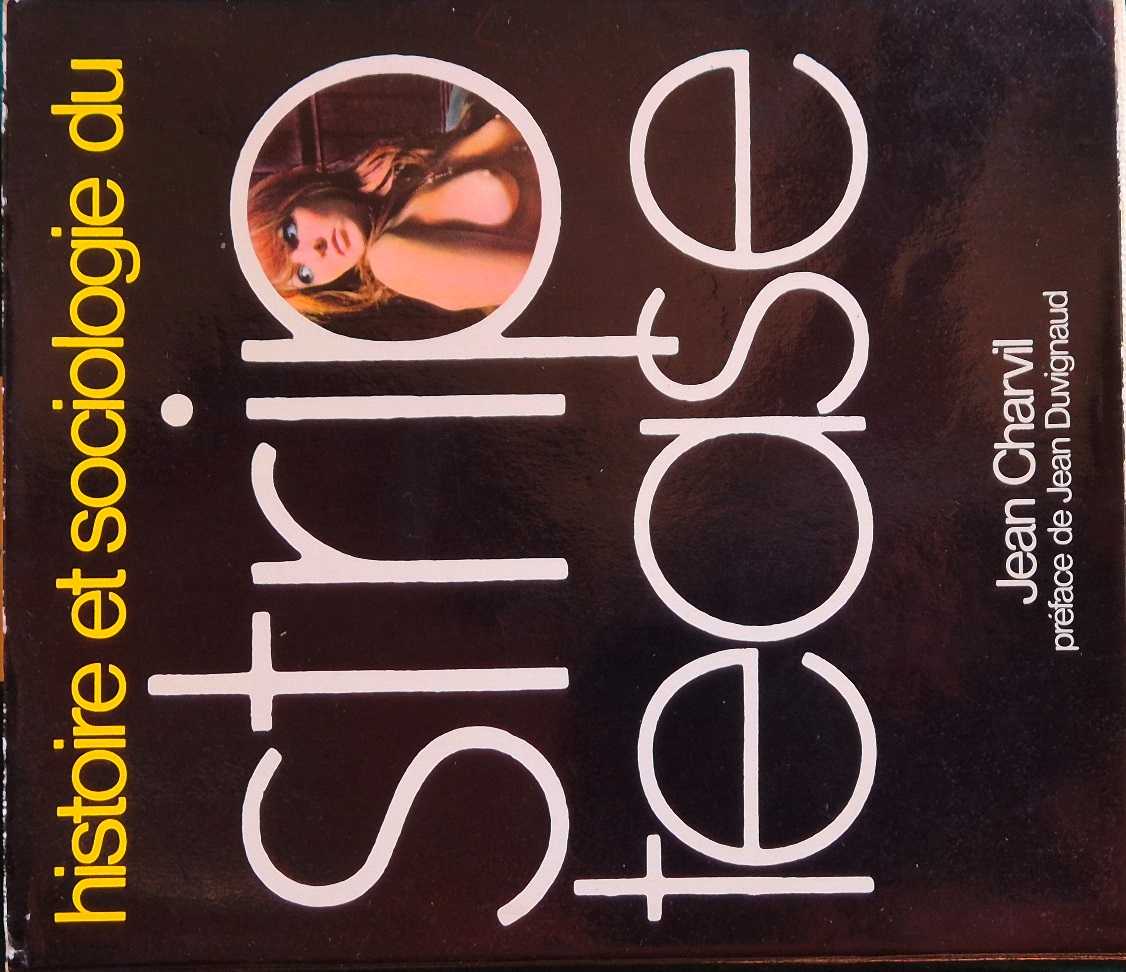 histoire et sociologie du
strip
tease
Jean Charvil
préface de Jean Duvignaud